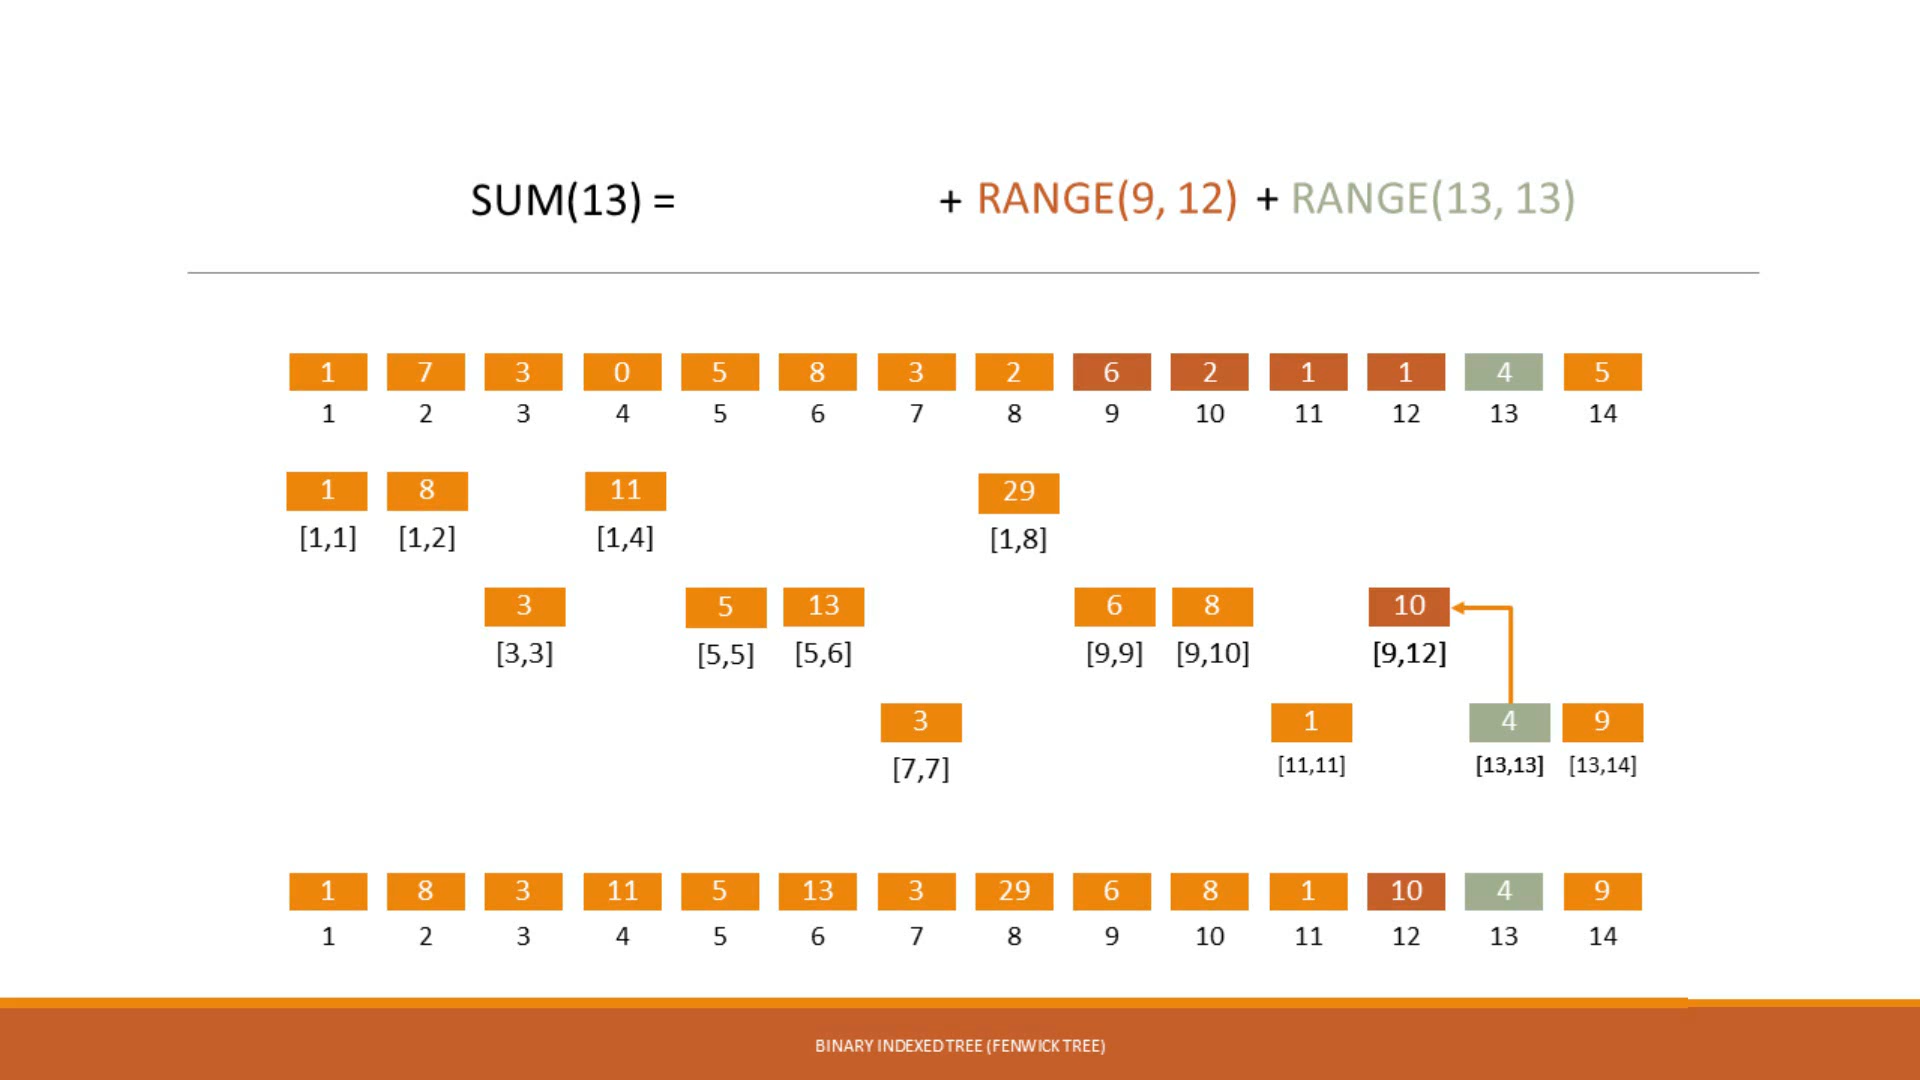 SUM(13) = + RANGE(9, 12) + RANGE(13, 13)
1 7 3 0 5 8 3 2 6 2 1 1 4 5
1 2 3 4 5 6 7 8 9 10 11 12 13 14
1 8 11 29
[1,1] [1,2] [1,4] [1,8]
3 5 13 6 8 10
[3,3] [5,5] [5,6] [9,9] [9,10] [9,12]
3 1 4 9
[7,7] [11,11] [13,13] [13,14]
1 8 3 11 5 13 3 29 6 8 1 10 4 9
1 2 3 4 5 6 7 8 9 10 11 12 13 14
BINARY INDEXED TREE (FENWICK TREE)